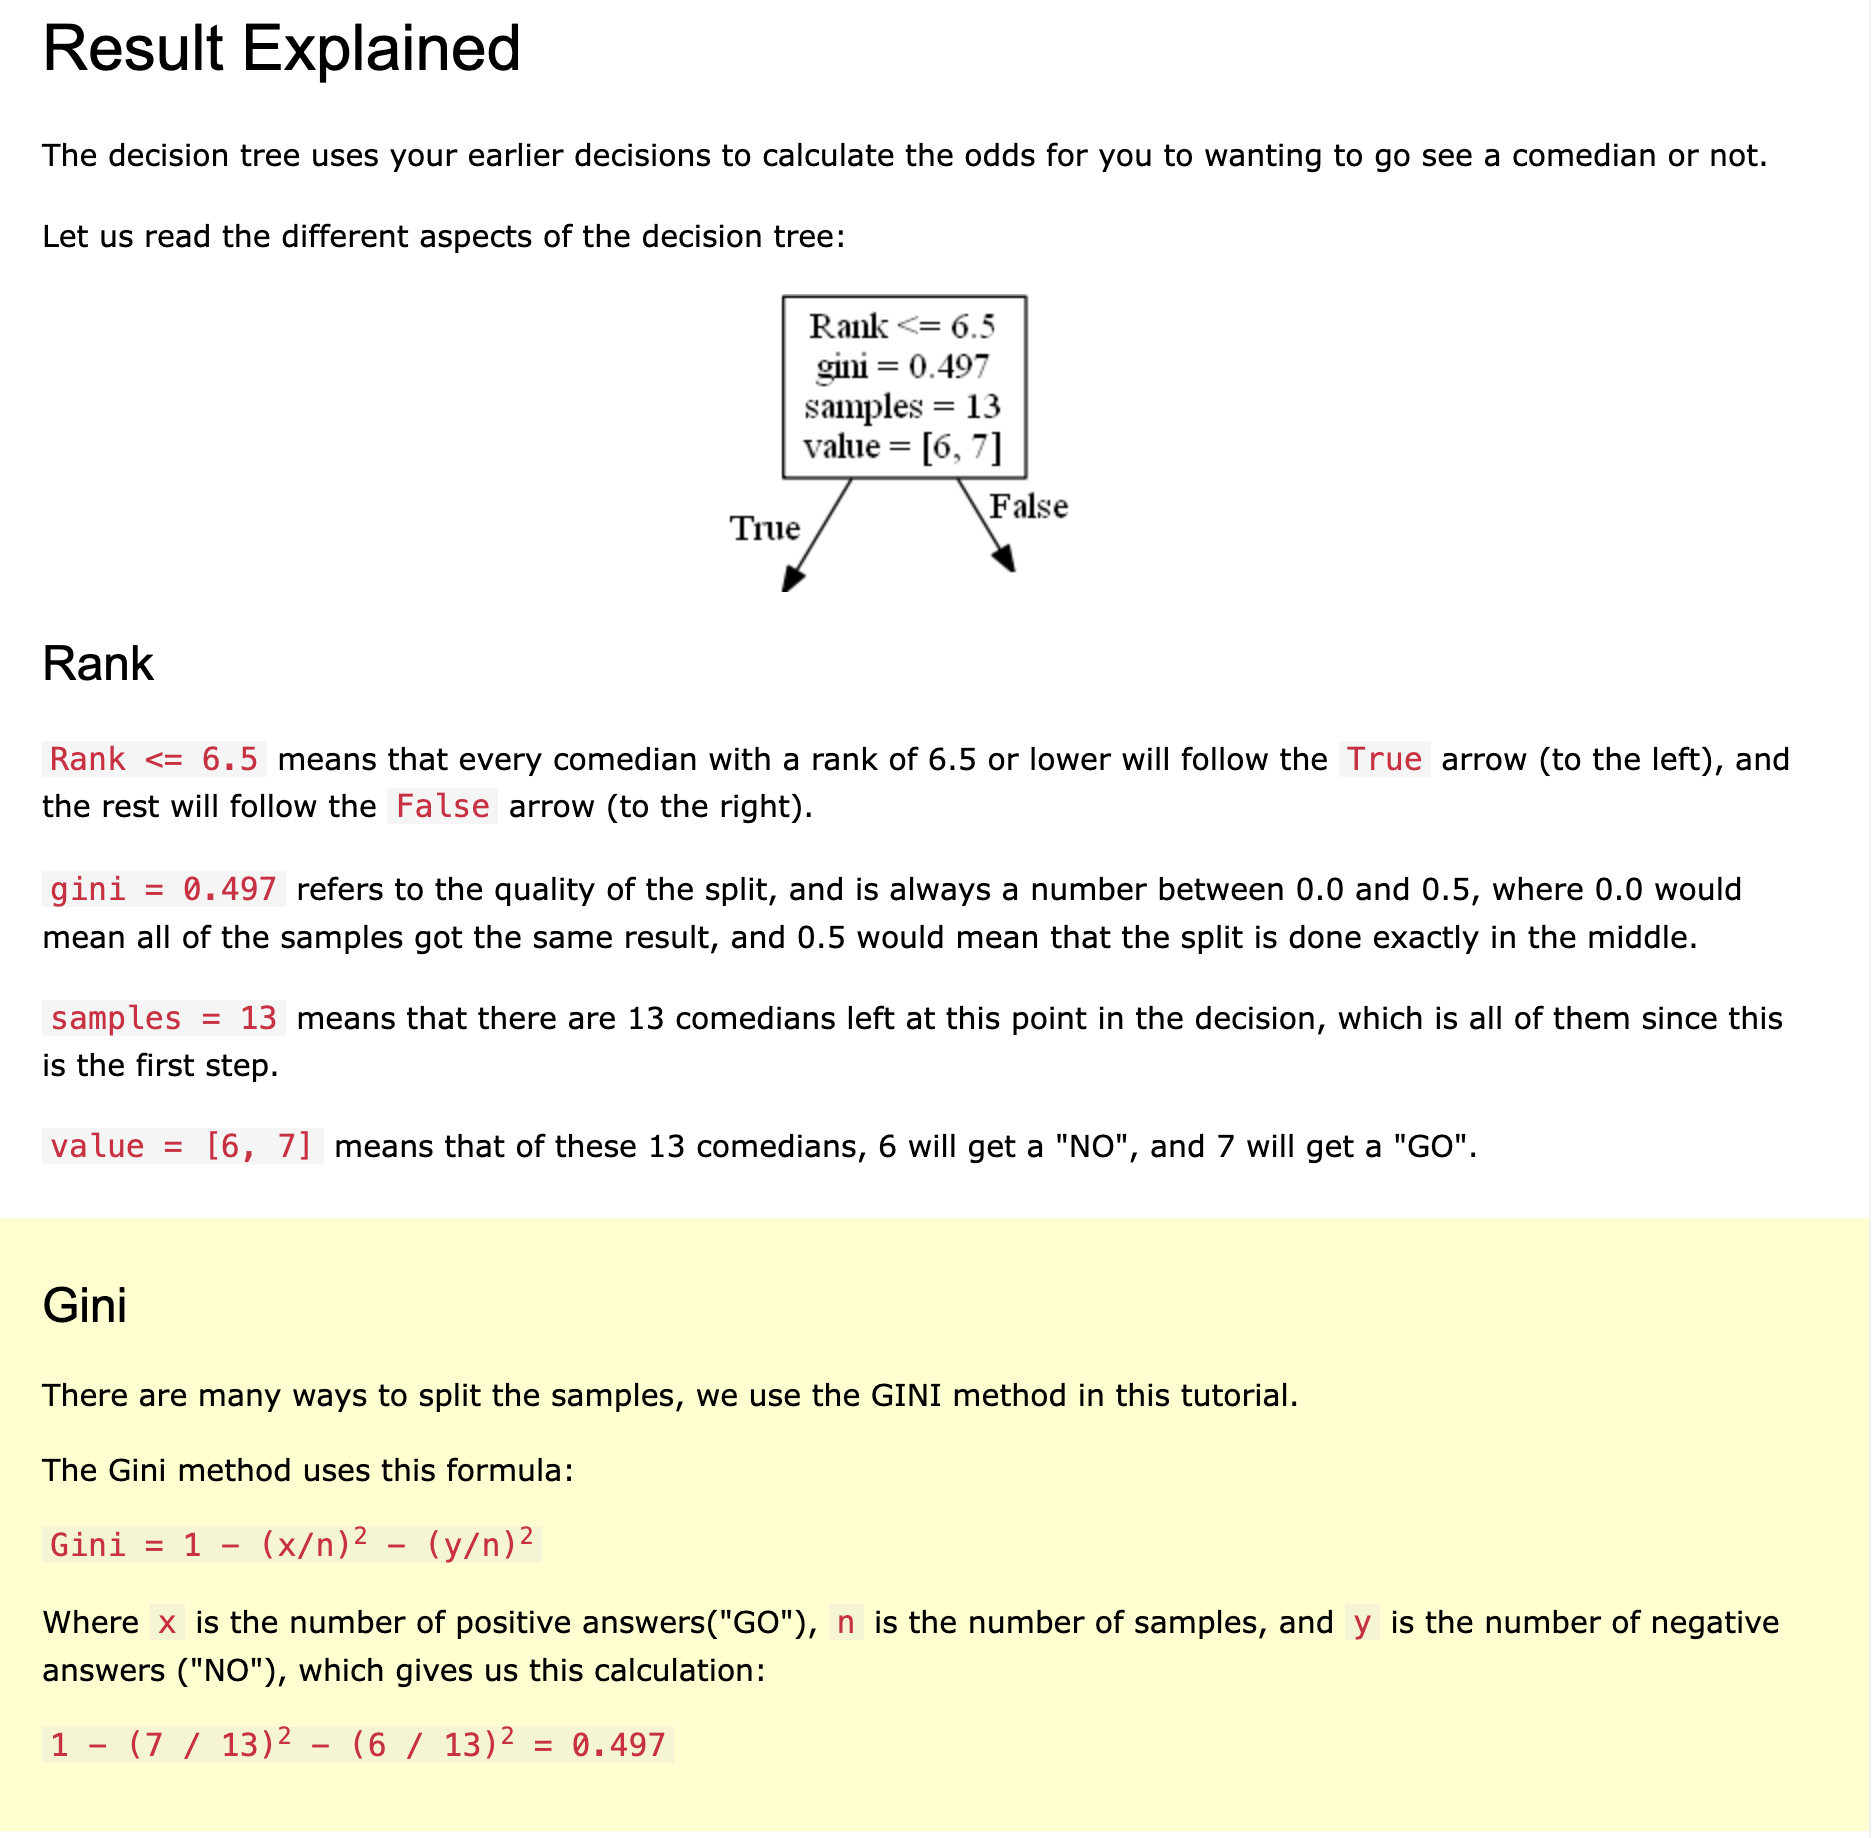 Result Explained
The decision tree uses your earlier decisions to calculate the odds for you to wanting to go see a comedian or not.
Let us read the different aspects of the decision tree:
Rank <= 6.5
gini = 0.497
samples = 13
value = [6, 7]
True
False
Rank
Rank <= 6.5 means that every comedian with a rank of 6.5 or lower will follow the True arrow (to the left), and
the rest will follow the False arrow (to the right).
gini = 0.497 refers to the quality of the split, and is always a number between 0.0 and 0.5, where 0.0 would
mean all of the samples got the same result, and 0.5 would mean that the split is done exactly in the middle.
samples = 13 means that there are 13 comedians left at this point in the decision, which is all of them since this
is the first step.
value = [6, 7] means that of these 13 comedians, 6 will get a "NO", and 7 will get a "GO".
Gini
There are many ways to split the samples, we use the GINI method in this tutorial.
The Gini method uses this formula:
Gini = 1 - (x/n)² - (y/n)²
Where x is the number of positive answers("GO"), n is the number of samples, and y is the number of negative
answers ("NO"), which gives us this calculation:
1 - (7 / 13)² - (6 / 13)² = 0.497